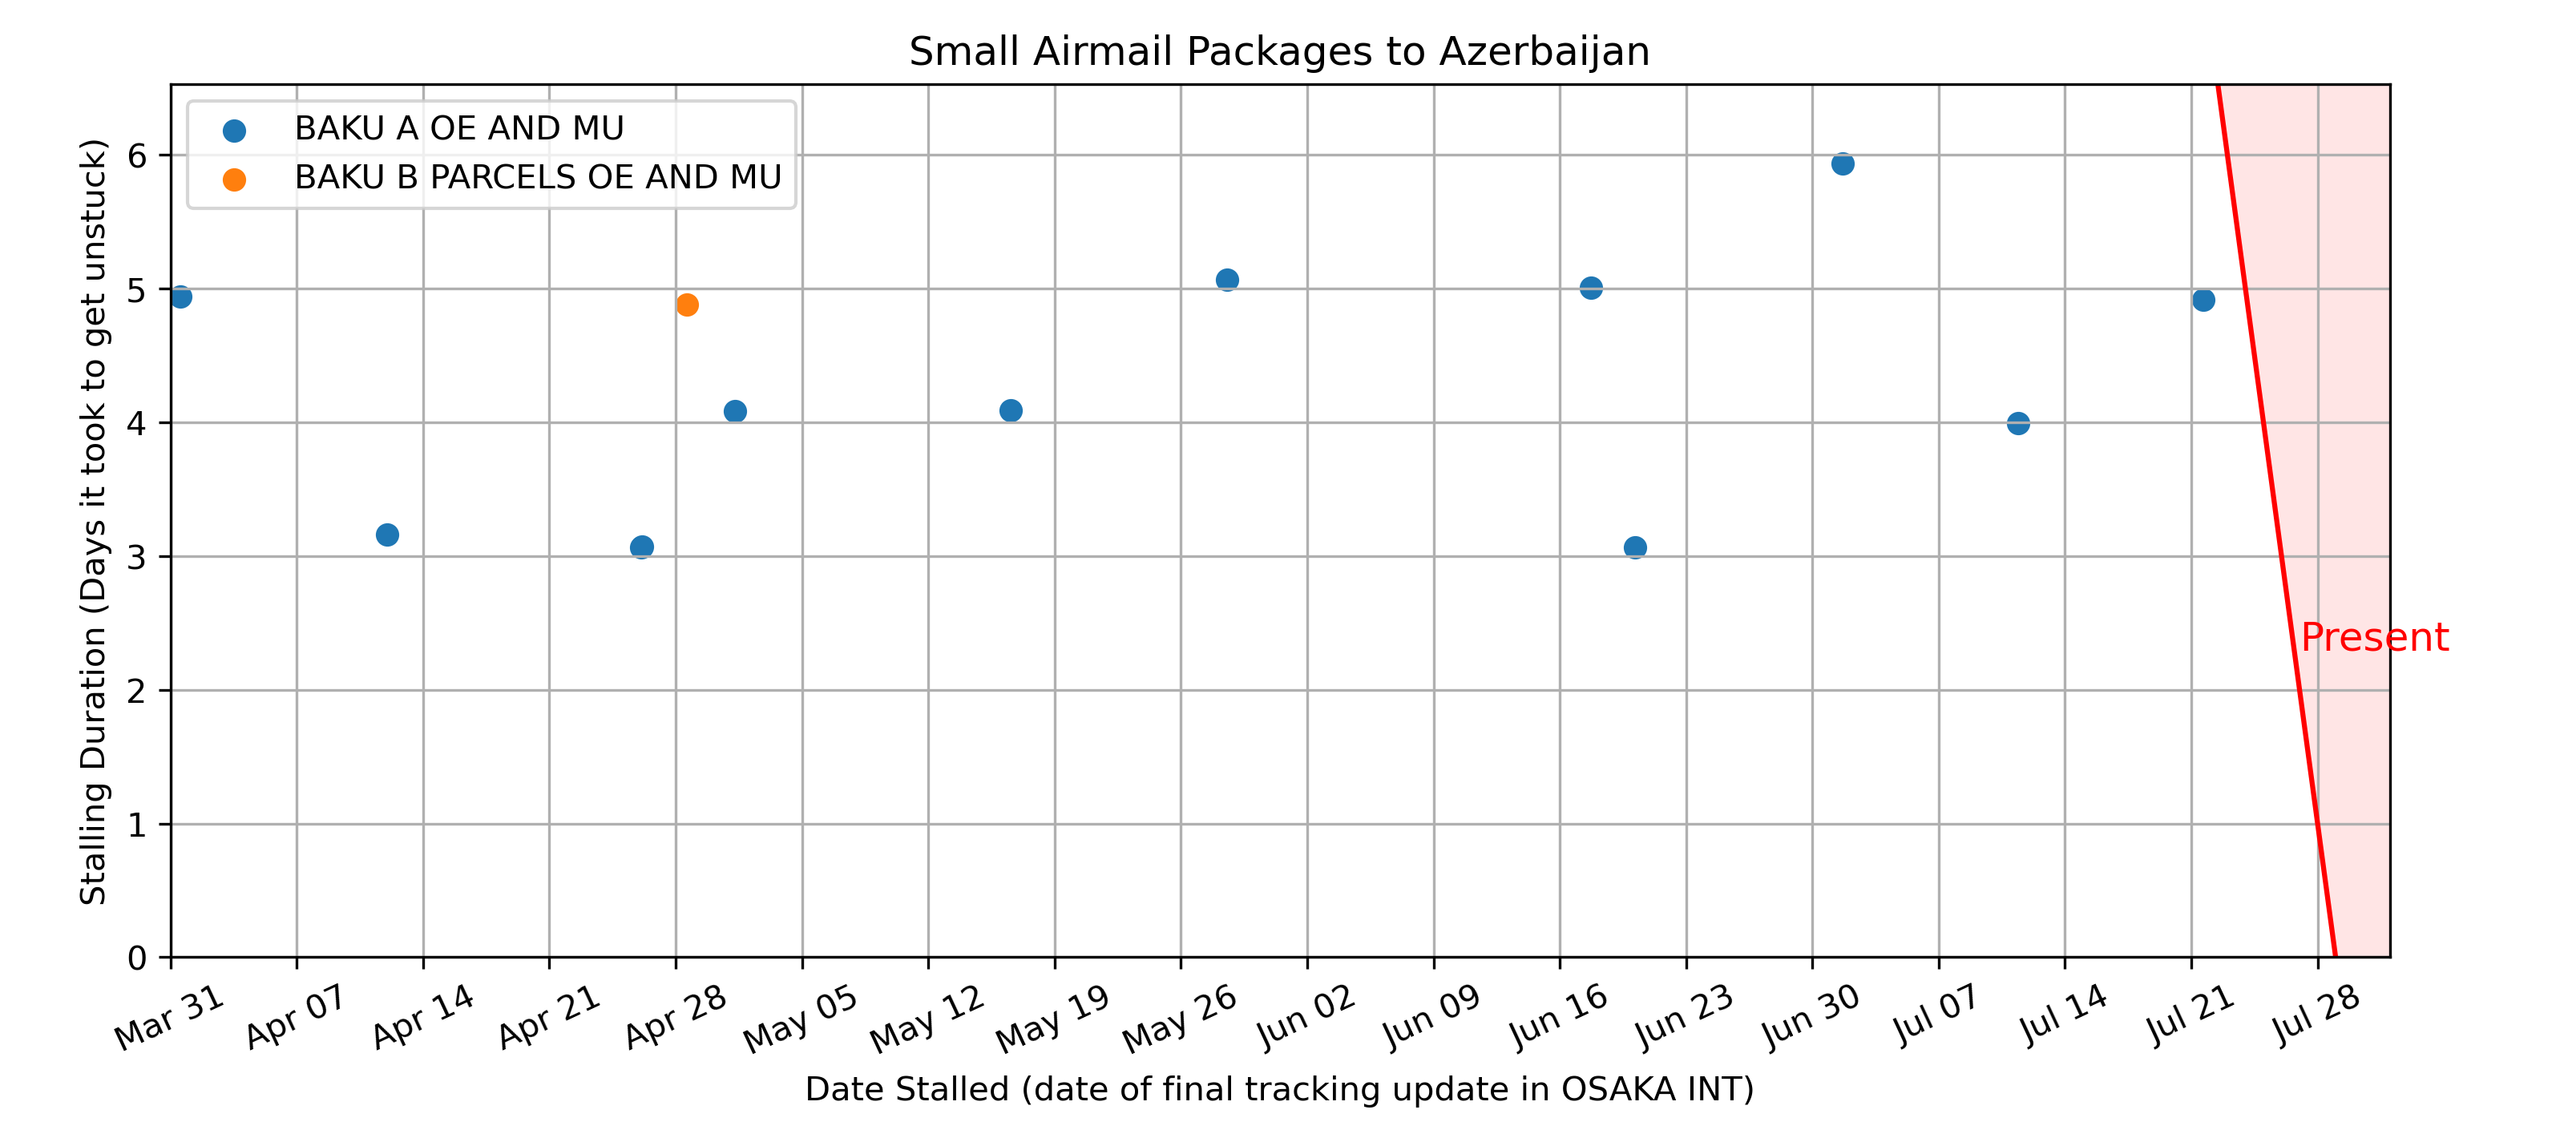 Small Airmail Packages to Azerbaijan
BAKU A OE AND MU
BAKU B PARCELS OE AND MU
Stalling Duration (Days it took to get unstuck)
6
5
4
3
2
1
0
Present
Mar 31
Apr 07
Apr 14
Apr 21
Apr 28
May 05
May 12
May 19
May 26
Jun 02
Jun 09
Jun 16
Jun 23
Jun 30
Jul 07
Jul 14
Jul 21
Jul 28
Date Stalled (date of final tracking update in OSAKA INT)